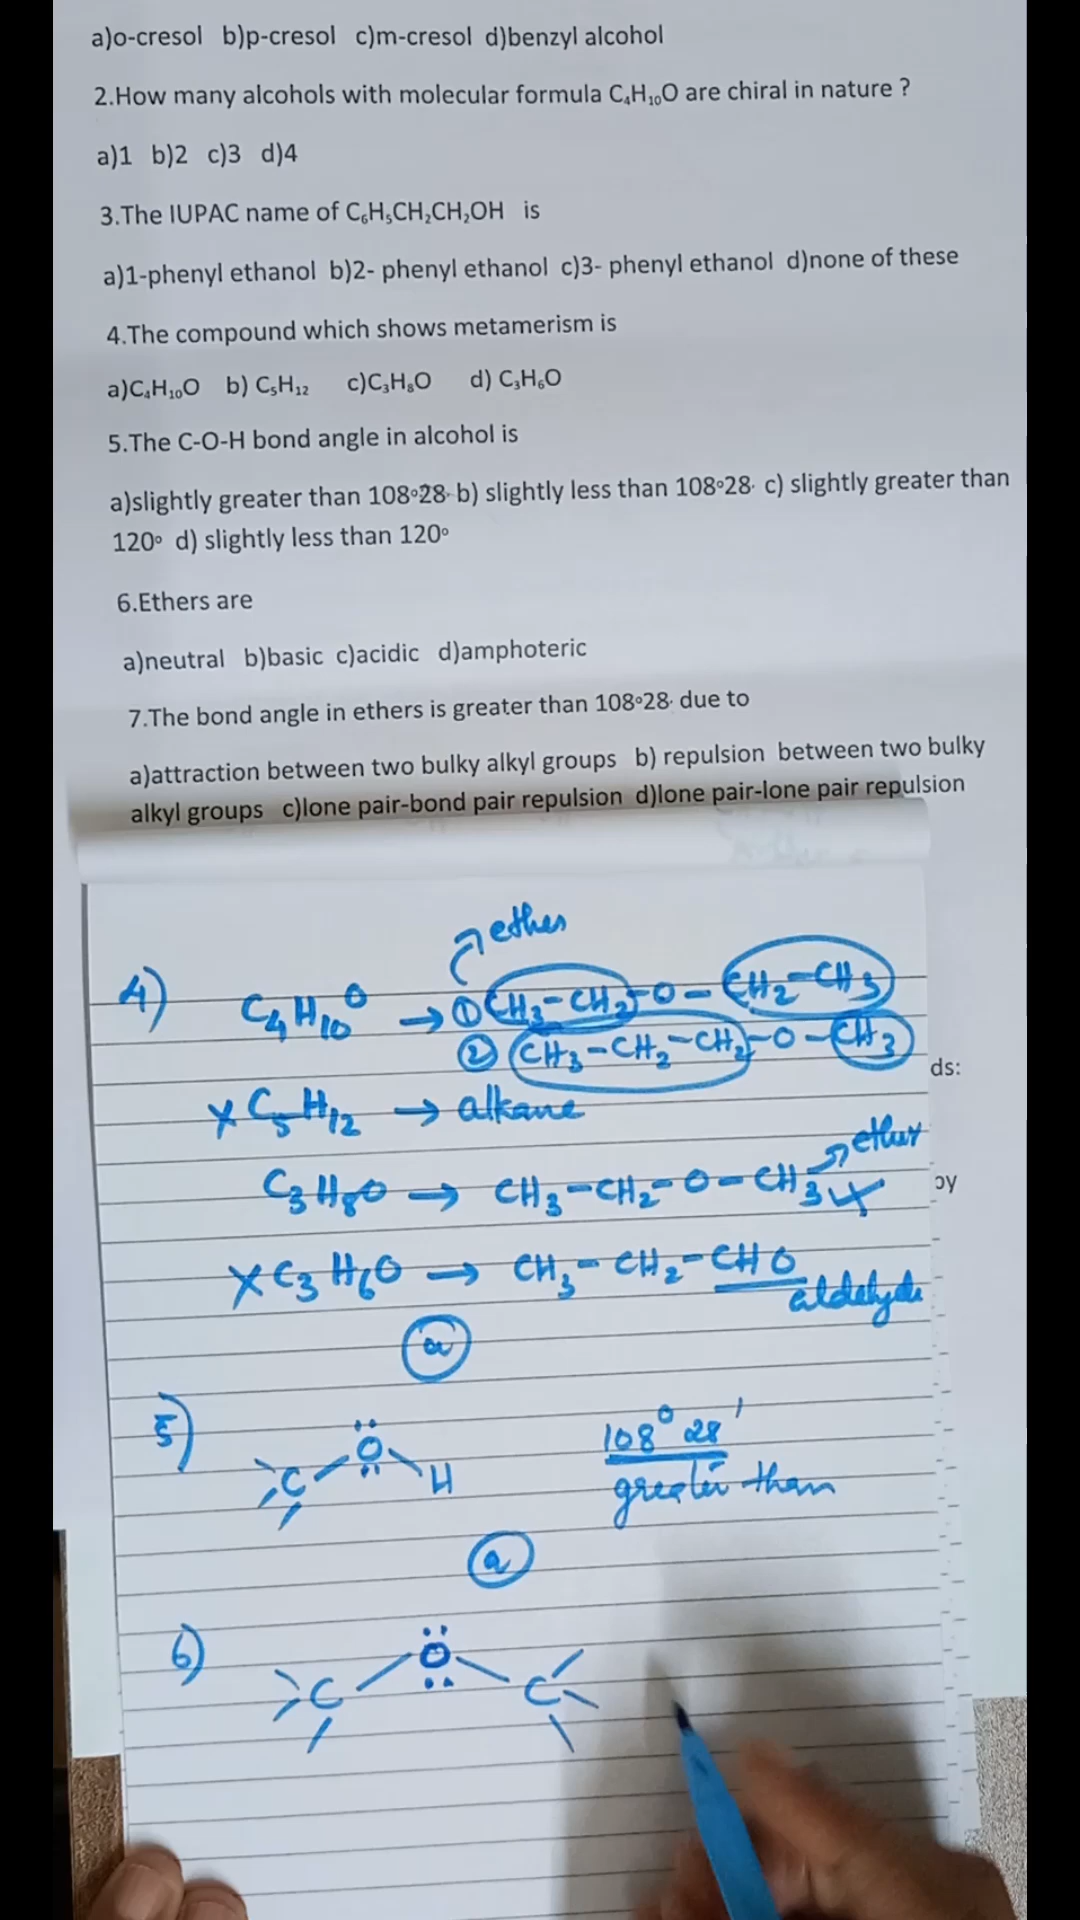 a)o-cresol b)p-cresol c)m-cresol d)benzyl alcohol
2.How many alcohols with molecular formula C₄H₁₀O are chiral in nature ?
a)1 b)2 c)3 d)4
3.The IUPAC name of C₆H₅CH₂CH₂OH is
a)1-phenyl ethanol b)2- phenyl ethanol c)3- phenyl ethanol d)none of these
4.The compound which shows metamerism is
a)C₄H₁₀O b) C₅H₁₂ c)C₃H₈O d) C₃H₆O
5.The C-O-H bond angle in alcohol is
a)slightly greater than 108°28' b) slightly less than 108°28' c) slightly greater than
120° d) slightly less than 120°
6.Ethers are
a)neutral b)basic c)acidic d)amphoteric
7.The bond angle in ethers is greater than 108°28' due to
a)attraction between two bulky alkyl groups b) repulsion between two bulky
alkyl groups c)lone pair-bond pair repulsion d)lone pair-lone pair repulsion
ether
4) C₄H₁₀O → ① CH₃-CH₂-O-CH₂-CH₃
② CH₃-CH₂-CH₂-O-CH₃
ds:
× C₅H₁₂ → alkane
ether
C₃H₈O → CH₃-CH₂-O-CH₃ ×
by
× C₃H₆O → CH₃-CH₂-CHO
aldehyde
a
5) C O H 108°28'
greater than
a
6) C O C